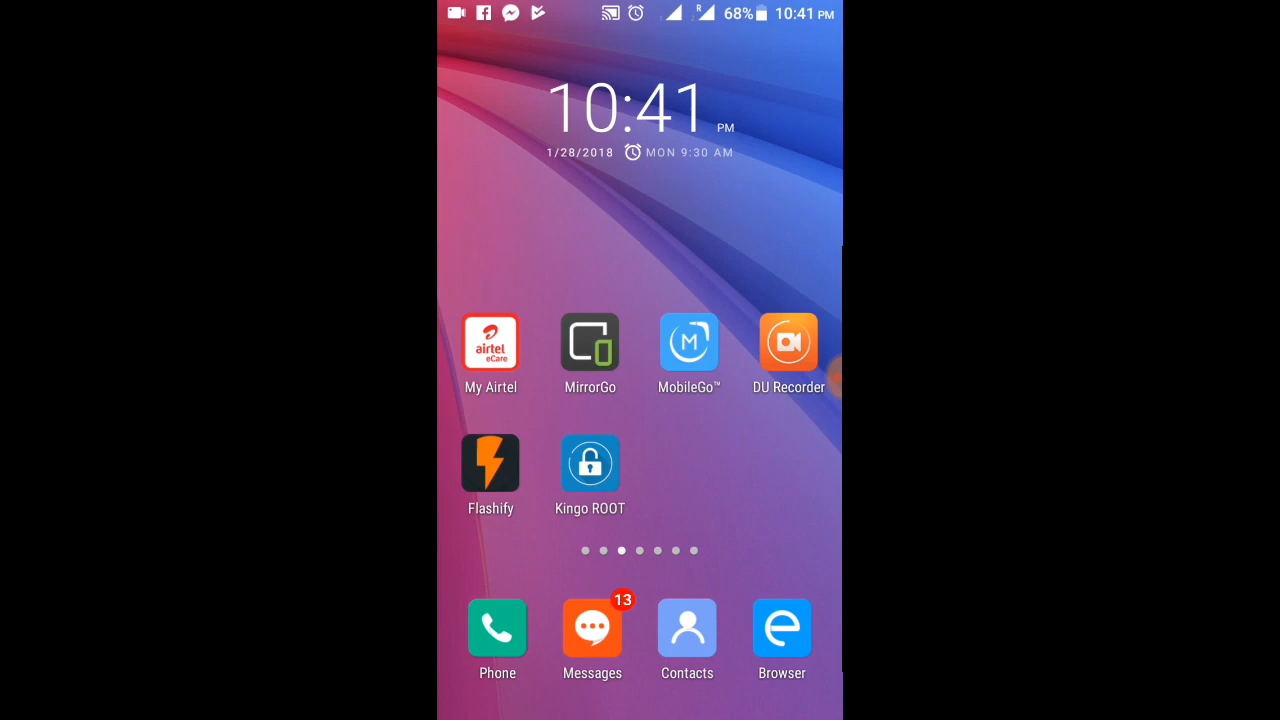 R 68% 10:41 PM
10:41 PM
1/28/2018 MON 9:30 AM
airtel
eCare
M
My Airtel MirrorGo MobileGo™ DU Recorder
Flashify Kingo ROOT
13
Phone Messages Contacts Browser